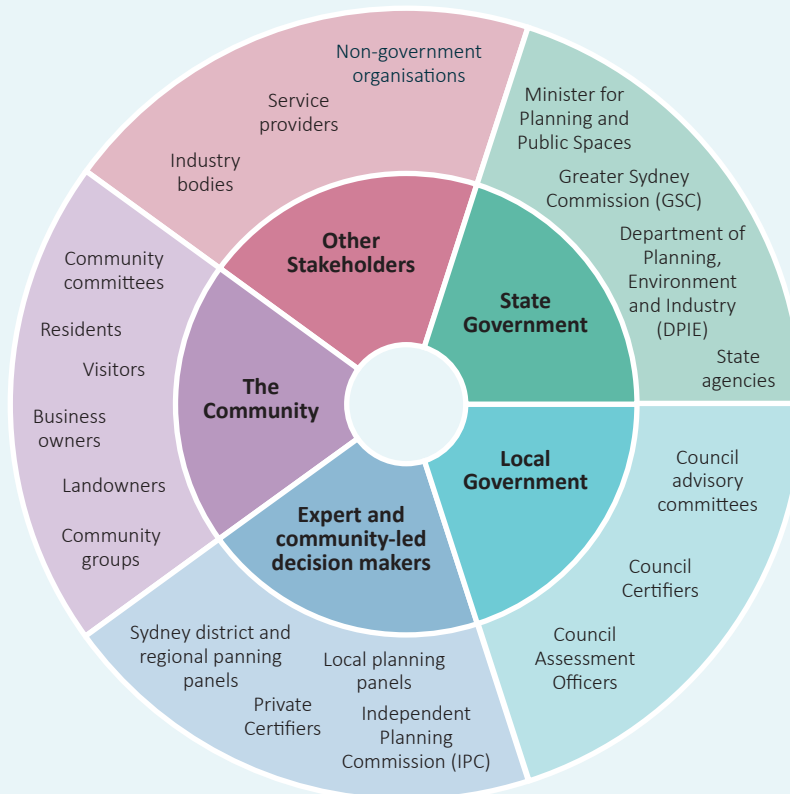 Non-government
organisations
Service
providers
Industry
bodies
Other
Stakeholders
Minister for
Planning and
Public Spaces
Greater Sydney
Commission (GSC)
Department of
Planning,
Environment
and Industry
(DPIE)
State
agencies
State
Government
Community
committees
Residents
Visitors
Business
owners
Landowners
Community
groups
The
Community
Local
Government
Council
advisory
committees
Council
Certifiers
Council
Assessment
Officers
Expert and
community-led
decision makers
Sydney district and
regional panning
panels
Local planning
panels
Private
Certifiers
Independent
Planning
Commission (IPC)